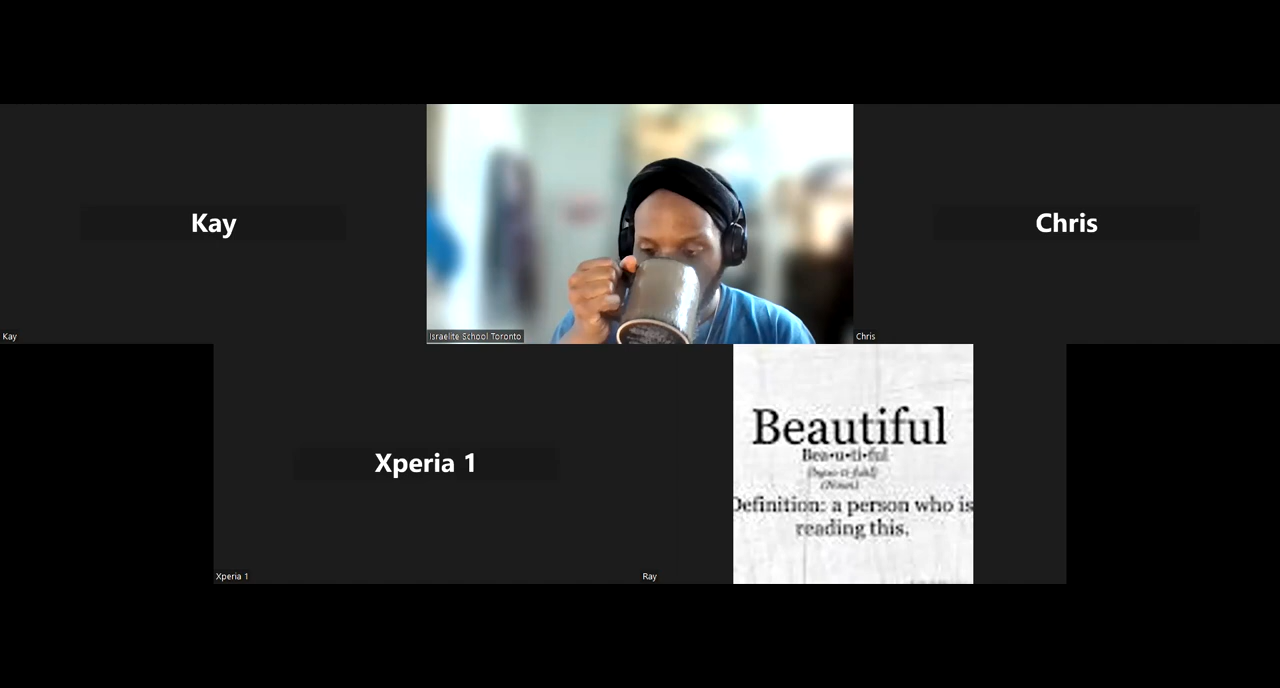 Kay
Chris
Kay
Israelite School Toronto
Chris
Xperia 1
Beautiful
Bea•u•ti•ful
(Noun)
Definition: a person who is
reading this.
Xperia 1
Ray